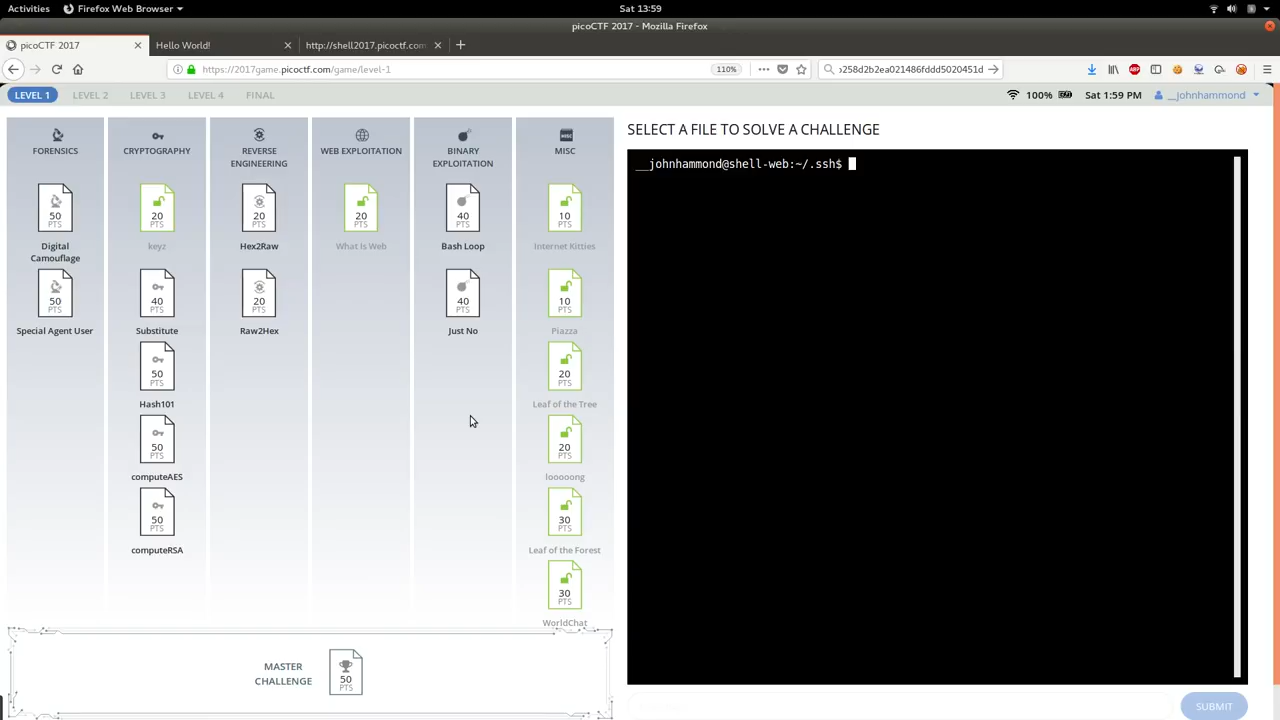 Activities Firefox Web Browser Sat 13:59
picoCTF 2017 - Mozilla Firefox
picoCTF 2017 Hello World! http://shell2017.picoctf.com
https://2017game.picoctf.com/game/level-1 110% ›258d2b2ea021486fddd5020451d
LEVEL 1 LEVEL 2 LEVEL 3 LEVEL 4 FINAL 100% Sat 1:59 PM __johnhammond
SELECT A FILE TO SOLVE A CHALLENGE
__johnhammond@shell-web:~/.ssh$
FORENSICS
50
PTS
Digital
Camouflage
50
PTS
Special Agent User
CRYPTOGRAPHY
20
PTS
keyz
40
PTS
Substitute
50
PTS
Hash101
50
PTS
computeAES
50
PTS
computeRSA
REVERSE
ENGINEERING
20
PTS
Hex2Raw
20
PTS
Raw2Hex
WEB EXPLOITATION
20
PTS
What Is Web
BINARY
EXPLOITATION
40
PTS
Bash Loop
40
PTS
Just No
MISC
MISC
10
PTS
Internet Kitties
10
PTS
Piazza
20
PTS
Leaf of the Tree
20
PTS
looooong
30
PTS
Leaf of the Forest
30
PTS
WorldChat
MASTER
CHALLENGE
50
PTS
SUBMIT